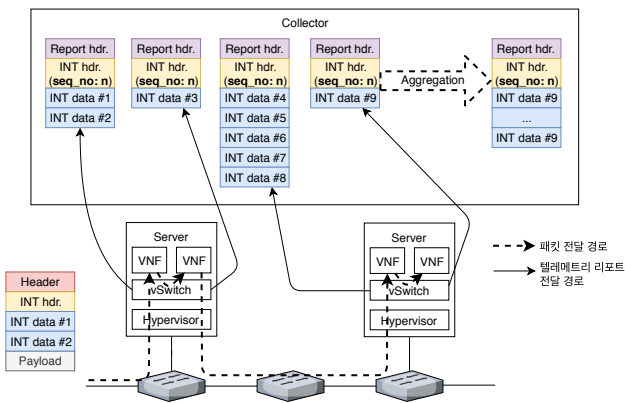 Collector
Report hdr.
INT hdr.
(seq_no: n)
INT data #1
INT data #2
Report hdr.
INT hdr.
(seq_no: n)
INT data #3
Report hdr.
INT hdr.
(seq_no: n)
INT data #4
INT data #5
INT data #6
INT data #7
INT data #8
Report hdr.
INT hdr.
(seq_no: n)
INT data #9
Aggregation
Report hdr.
INT hdr.
(seq_no: n)
INT data #9
...
INT data #9
Server
VNF
VNF
vSwitch
Hypervisor
Server
VNF
VNF
vSwitch
Hypervisor
패킷 전달 경로
텔레메트리 리포트
전달 경로
Header
INT hdr.
INT data #1
INT data #2
Payload